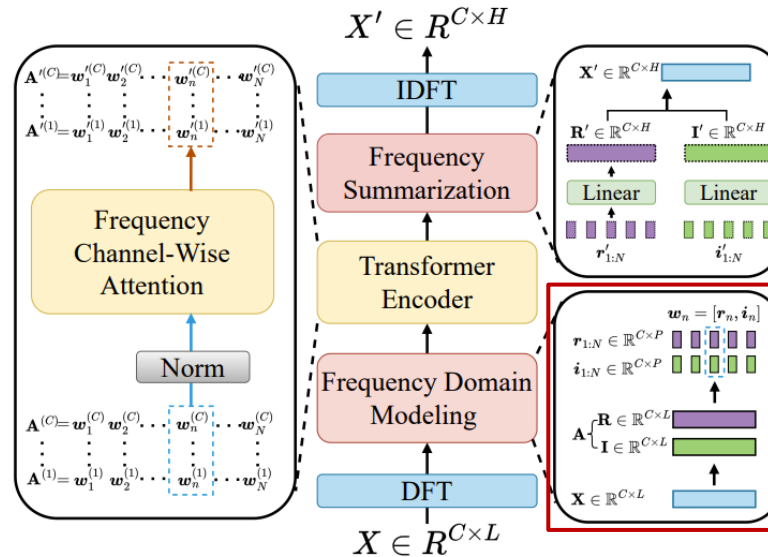 X′ ∈ R^{C×H}
IDFT
Frequency
Summarization
Transformer
Encoder
Frequency Domain
Modeling
DFT
X ∈ R^{C×L}
A′^{(C)} = w′_1^{(C)} w′_2^{(C)} ··· w′_n^{(C)} ··· w′_N^{(C)}
A′^{(1)} = w′_1^{(1)} w′_2^{(1)} ··· w′_n^{(1)} ··· w′_N^{(1)}
Frequency
Channel-Wise
Attention
Norm
A^{(C)} = w_1^{(C)} w_2^{(C)} ··· w_n^{(C)} ··· w_N^{(C)}
A^{(1)} = w_1^{(1)} w_2^{(1)} ··· w_n^{(1)} ··· w_N^{(1)}
X′ ∈ ℝ^{C×H}
R′ ∈ ℝ^{C×H} I′ ∈ ℝ^{C×H}
Linear Linear
r′_{1:N} i′_{1:N}
w_n = [r_n, i_n]
r_{1:N} ∈ ℝ^{C×P}
i_{1:N} ∈ ℝ^{C×P}
R ∈ ℝ^{C×L}
A
I ∈ ℝ^{C×L}
X ∈ ℝ^{C×L}